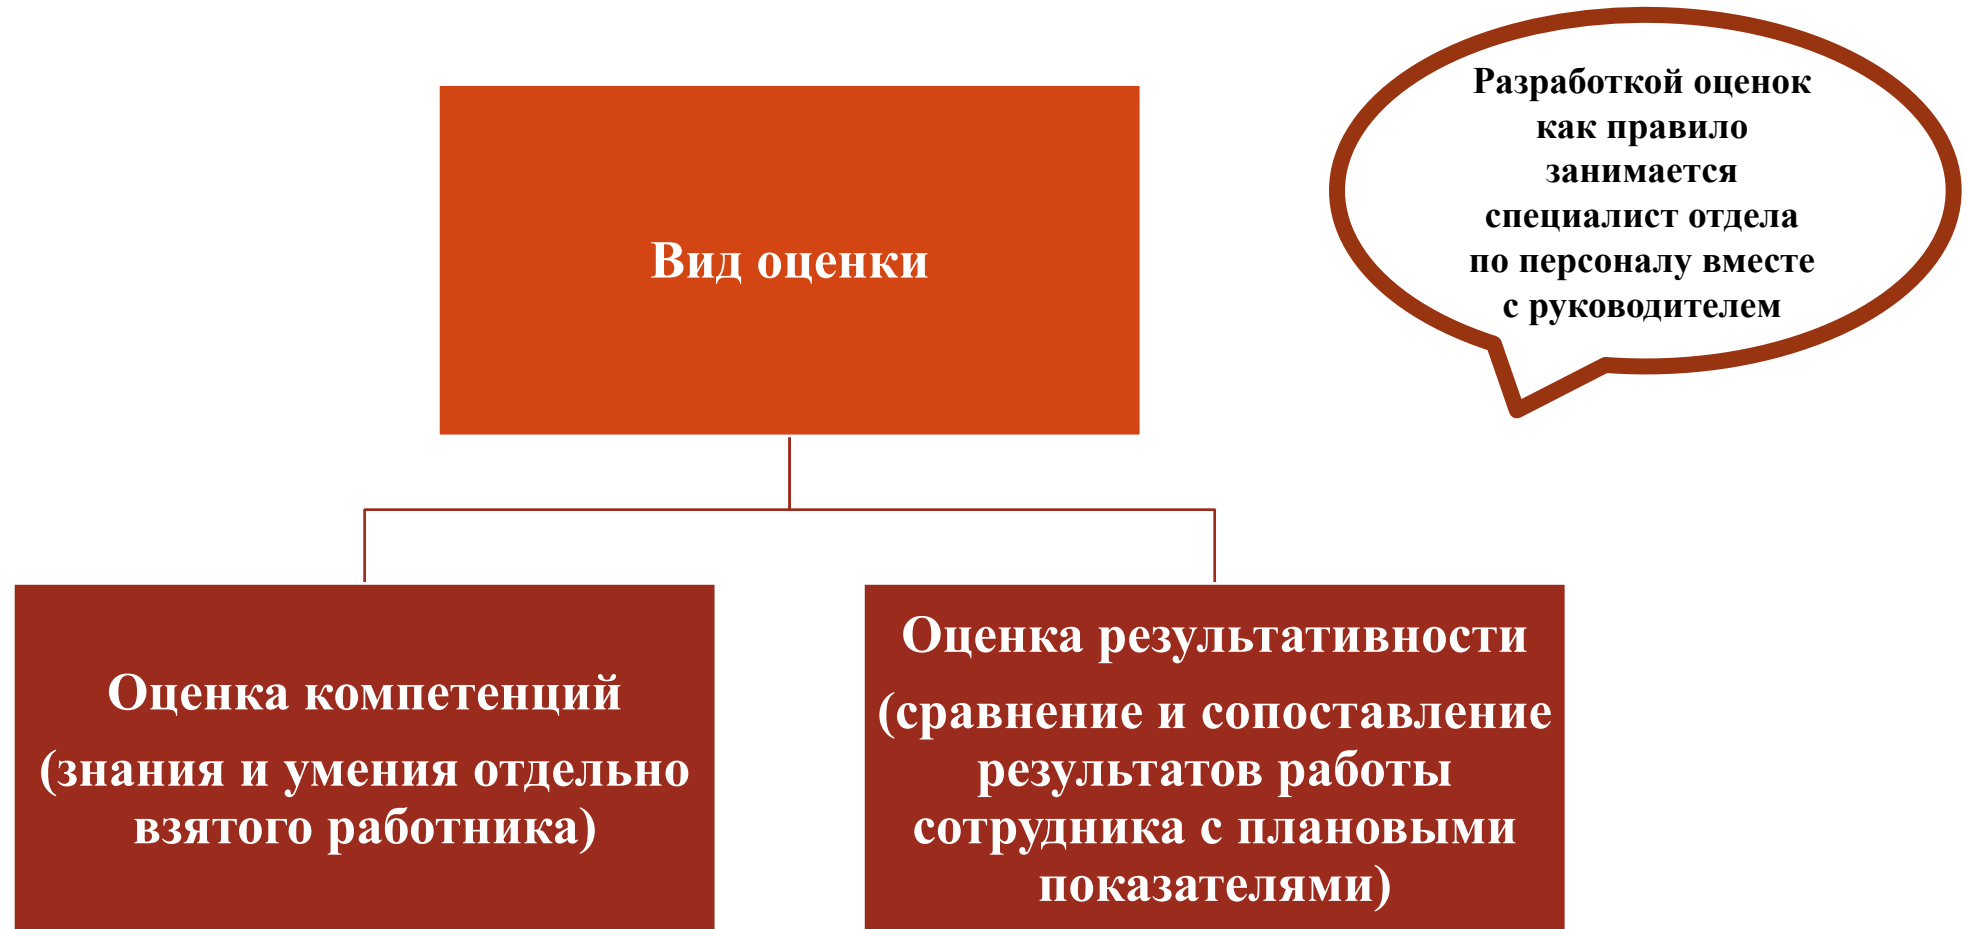 Вид оценки
Разработкой оценок
как правило
занимается
специалист отдела
по персоналу вместе
с руководителем
Оценка компетенций
(знания и умения отдельно
взятого работника)
Оценка результативности
(сравнение и сопоставление
результатов работы
сотрудника с плановыми
показателями)